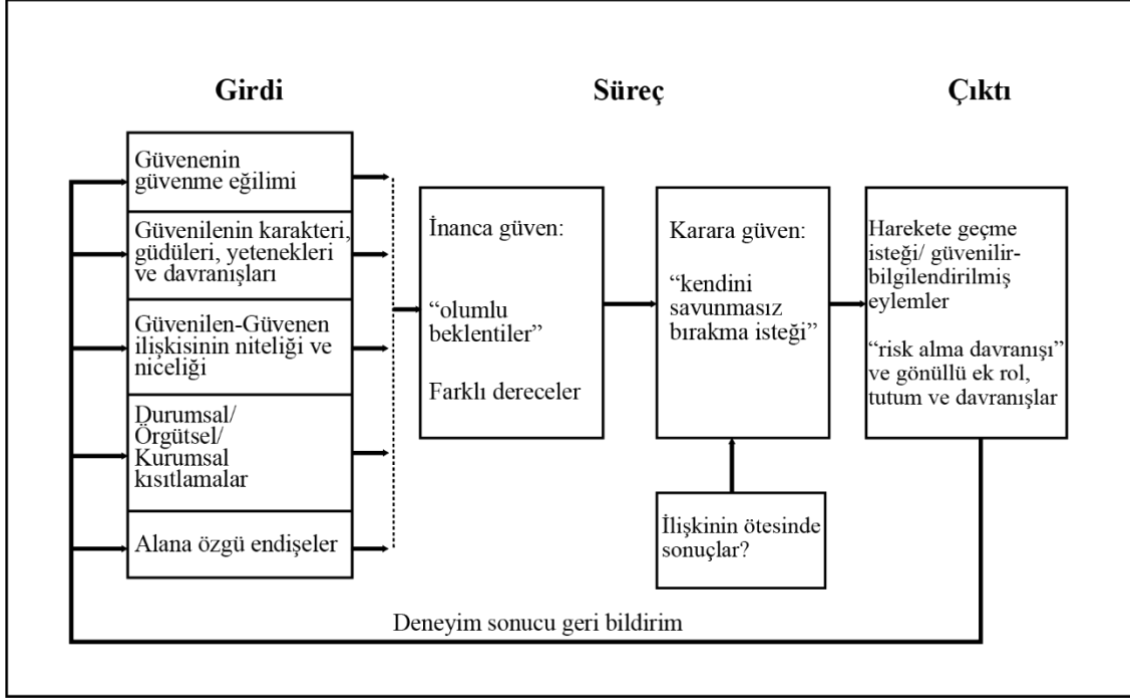 Girdi
Süreç
Çıktı
Güvenenin
güvenme eğilimi
Güvenilenin karakteri,
güdüleri, yetenekleri
ve davranışları
Güvenilen-Güvenen
ilişkisinin niteliği ve
niceliği
Durumsal/
Örgütsel/
Kurumsal
kısıtlamalar
Alana özgü endişeler
İnanca güven:
“olumlu
beklentiler”
Farklı dereceler
Karara güven:
“kendini
savunmasız
bırakma isteği”
İlişkinin ötesinde
sonuçlar?
Harekete geçme
isteği/ güvenilir-
bilgilendirilmiş
eylemler
“risk alma davranışı”
ve gönüllü ek rol,
tutum ve davranışlar
Deneyim sonucu geri bildirim